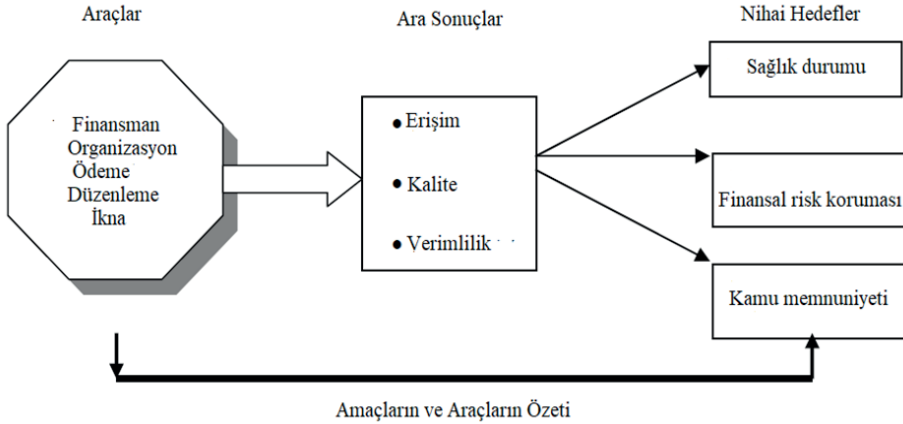 Araçlar
Ara Sonuçlar
Nihai Hedefler
Finansman
Organizasyon
Ödeme
Düzenleme
İkna
• Erişim
• Kalite
• Verimlilik
Sağlık durumu
Finansal risk koruması
Kamu memnuniyeti
Amaçların ve Araçların Özeti